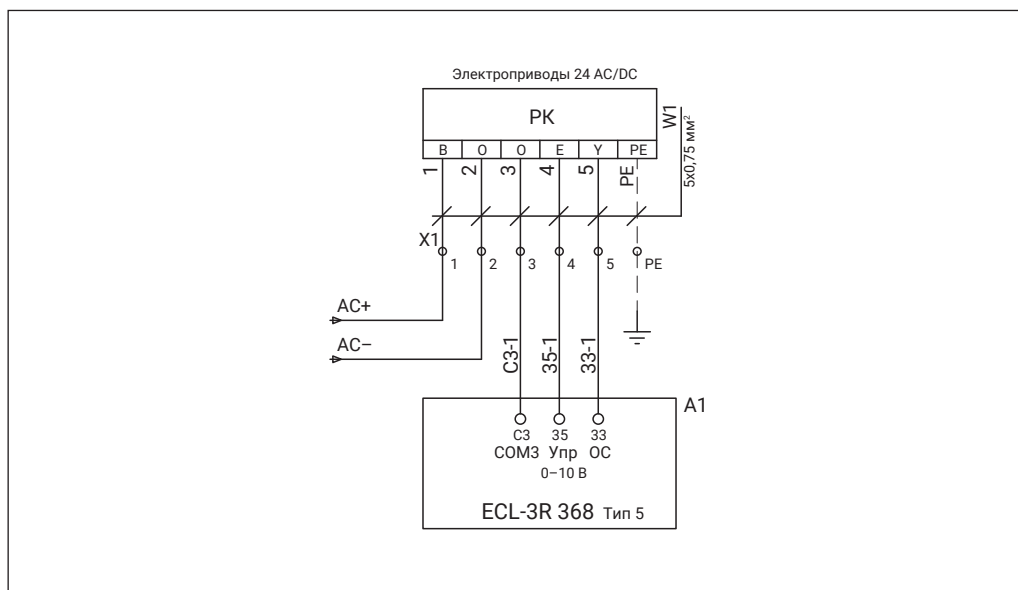 Электроприводы 24 AC/DC
РК
W1
5x0,75 мм²
B O O E Y PE
1 2 3 4 5 PE
X1
1 2 3 4 5 PE
AC+
AC–
C3-1 35-1 33-1
A1
C3 35 33
COM3 Упр ОС
0–10 В
ECL-3R 368 Тип 5